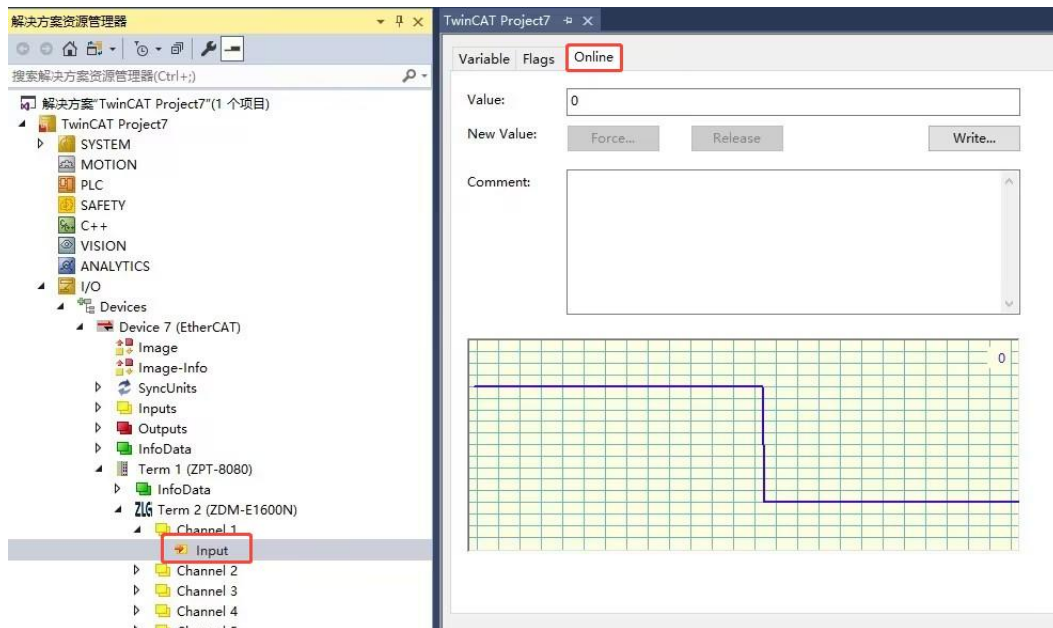 解决方案资源管理器
搜索解决方案资源管理器(Ctrl+;)
解决方案"TwinCAT Project7"(1 个项目)
TwinCAT Project7
SYSTEM
MOTION
PLC
SAFETY
C++
VISION
ANALYTICS
I/O
Devices
Device 7 (EtherCAT)
Image
Image-Info
SyncUnits
Inputs
Outputs
InfoData
Term 1 (ZPT-8080)
InfoData
ZLG Term 2 (ZDM-E1600N)
Channel 1
Input
Channel 2
Channel 3
Channel 4
TwinCAT Project7
Variable Flags Online
Value: 0
New Value: Force... Release Write...
Comment:
0